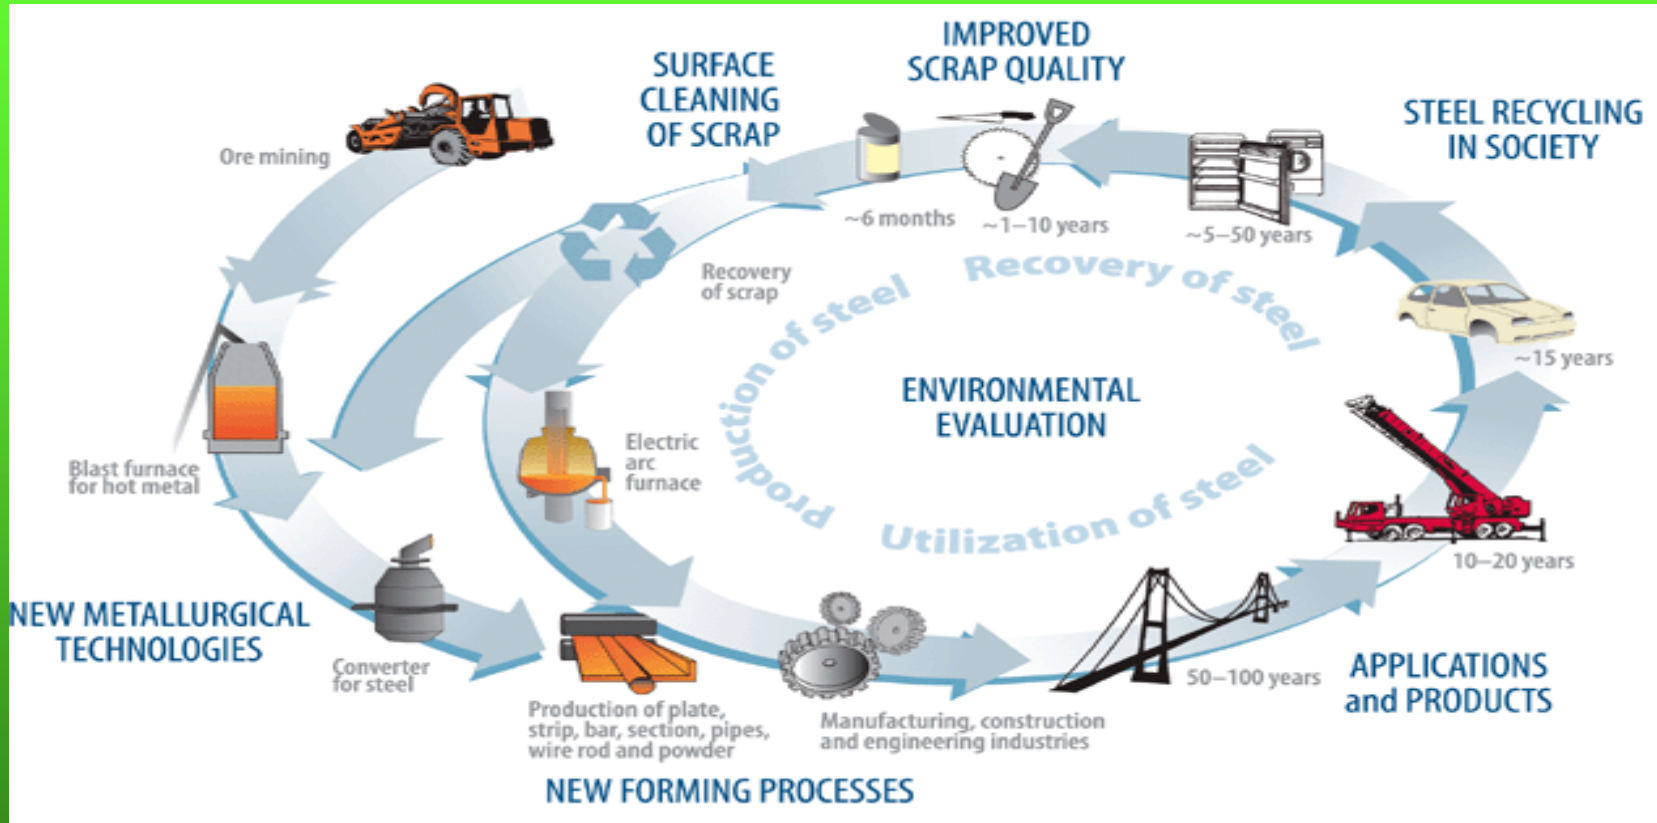 IMPROVED
SCRAP QUALITY
SURFACE
CLEANING
OF SCRAP
STEEL RECYCLING
IN SOCIETY
Ore mining
~6 months
~1–10 years
~5–50 years
Recovery
of scrap
Recovery of steel
Production of steel
~15 years
ENVIRONMENTAL
EVALUATION
Electric
arc
furnace
Blast furnace
for hot metal
Utilization of steel
10–20 years
NEW METALLURGICAL
TECHNOLOGIES
Converter
for steel
50–100 years
APPLICATIONS
and PRODUCTS
Production of plate,
strip, bar, section, pipes,
wire rod and powder
Manufacturing, construction
and engineering industries
NEW FORMING PROCESSES